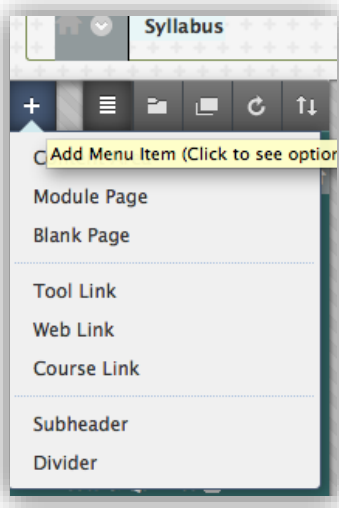 Syllabus
C
Add Menu Item (Click to see option
Module Page
Blank Page
Tool Link
Web Link
Course Link
Subheader
Divider